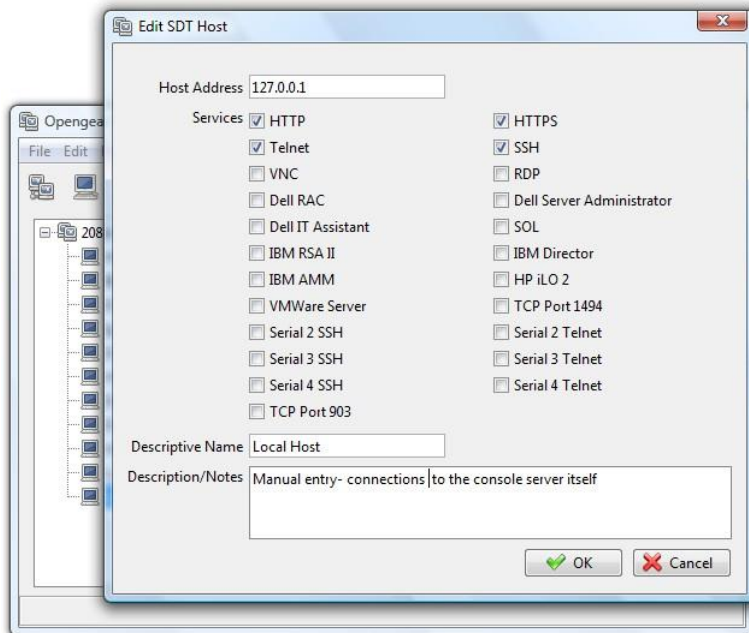 Edit SDT Host
Host Address 127.0.0.1
Services HTTP HTTPS
Telnet SSH
VNC RDP
Dell RAC Dell Server Administrator
Dell IT Assistant SOL
IBM RSA II IBM Director
IBM AMM HP iLO 2
VMWare Server TCP Port 1494
Serial 2 SSH Serial 2 Telnet
Serial 3 SSH Serial 3 Telnet
Serial 4 SSH Serial 4 Telnet
TCP Port 903
Descriptive Name Local Host
Description/Notes Manual entry- connections to the console server itself
OK Cancel
Opengea
File Edit
208